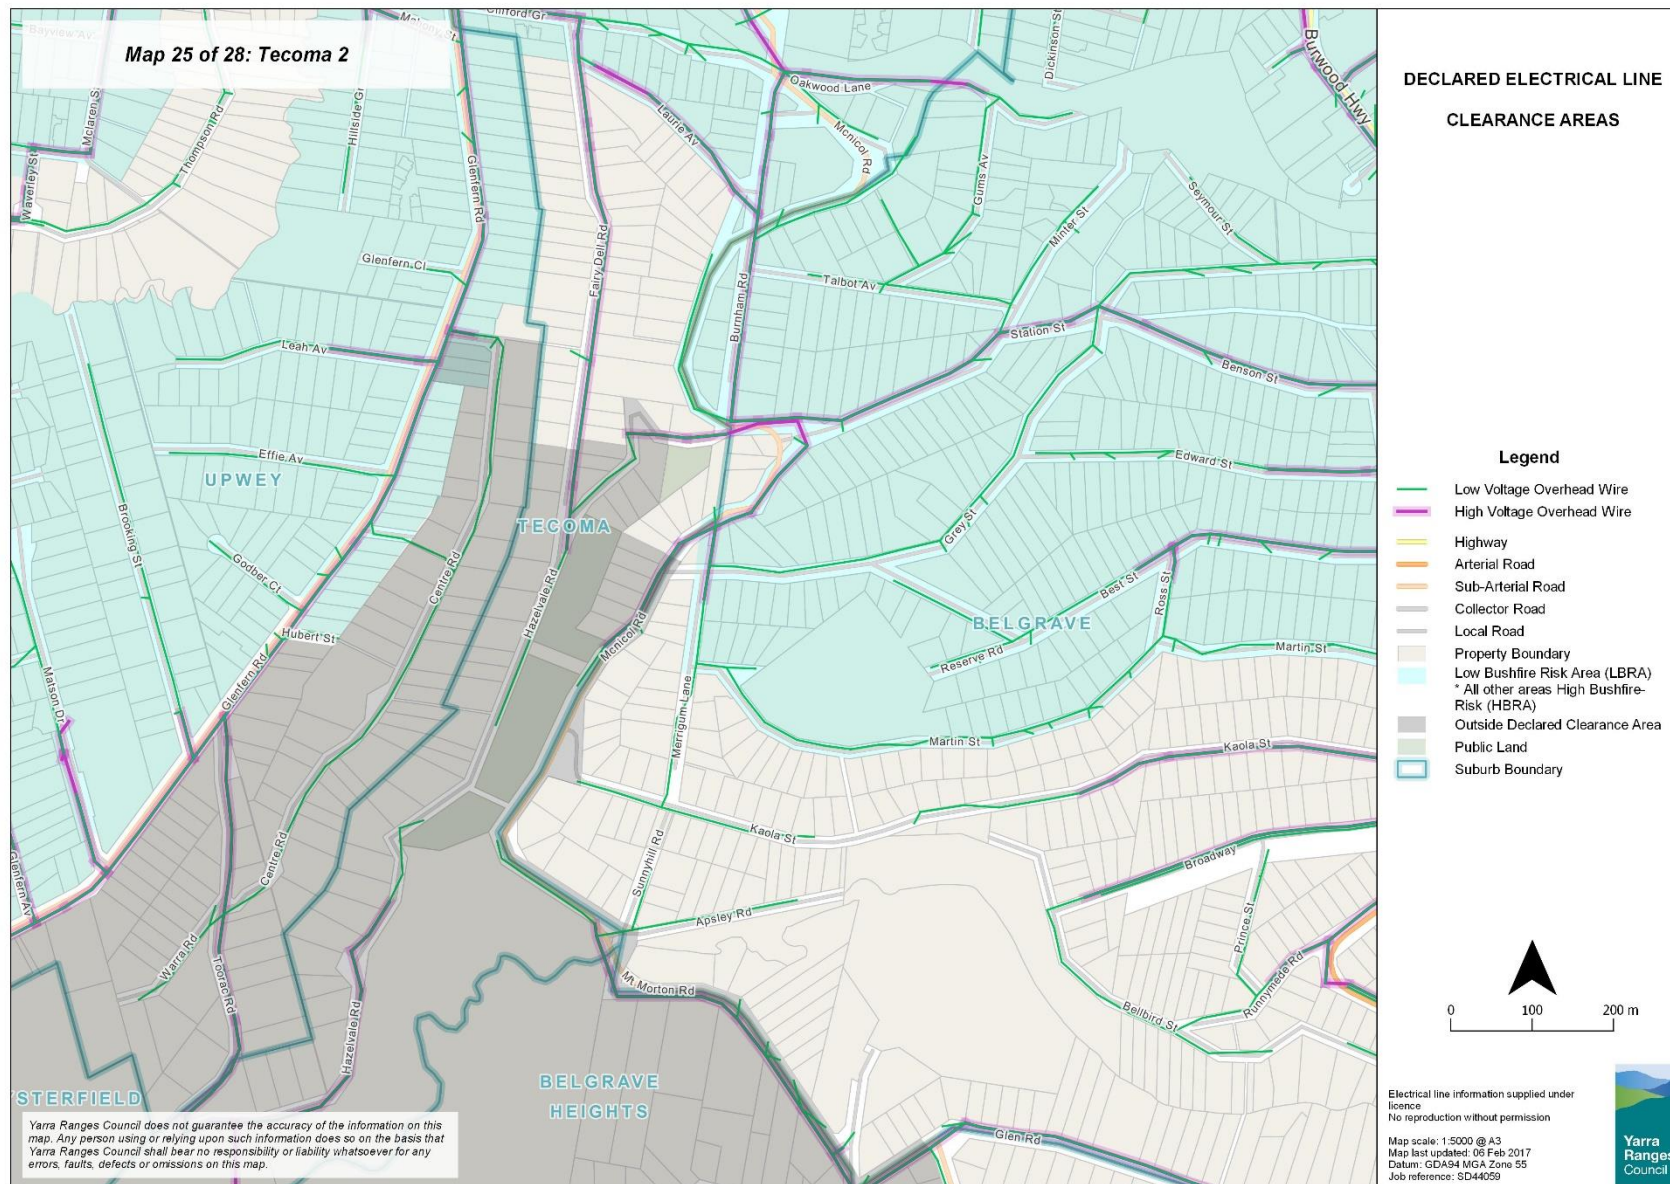 Map 25 of 28: Tecoma 2
DECLARED ELECTRICAL LINE
CLEARANCE AREAS
Bayview Av
Mclaren St
Thompson Rd
Waverley St
Hillside Gr
Clifford Gr
Glenfern Rd
Laurie Av
Oakwood Lane
Mcnicol Rd
Dickinson St
Burwood Hwy
Gums Av
Seymour St
Minter St
Glenfern Cl
Fairy Dell Rd
Talbot Av
Burnham Rd
Station St
Leah Av
Benson St
Effie Av
UPWEY
Edward St
Brooking St
TECOMA
Grey St
Godber Ct
Centre Rd
Hazelvale Rd
Best St
Ross St
BELGRAVE
Hubert St
Mcnicol Rd
Reserve Rd
Martin St
Glenfern Rd
Matson Dr
Merrigum Lane
Martin St
Kaola St
Kaola St
Broadway
Glenfern Av
Centre Rd
Sunnyhill Rd
Apsley Rd
Prince St
Warra Rd
Toorac Rd
Hazelvale Rd
Mt Morton Rd
Runnymede Rd
Bellbird St
YSTERFIELD
BELGRAVE
HEIGHTS
Glen Rd
Yarra Ranges Council does not guarantee the accuracy of the information on this
map. Any person using or relying upon such information does so on the basis that
Yarra Ranges Council shall bear no responsibility or liability whatsoever for any
errors, faults, defects or omissions on this map.
Legend
Low Voltage Overhead Wire
High Voltage Overhead Wire
Highway
Arterial Road
Sub-Arterial Road
Collector Road
Local Road
Property Boundary
Low Bushfire Risk Area (LBRA)
* All other areas High Bushfire-
Risk (HBRA)
Outside Declared Clearance Area
Public Land
Suburb Boundary
0 100 200 m
Electrical line information supplied under
licence
No reproduction without permission
Map scale: 1:5000 @ A3
Map last updated: 06 Feb 2017
Datum: GDA94 MGA Zone 55
Job reference: SD44059
Yarra
Ranges
Council